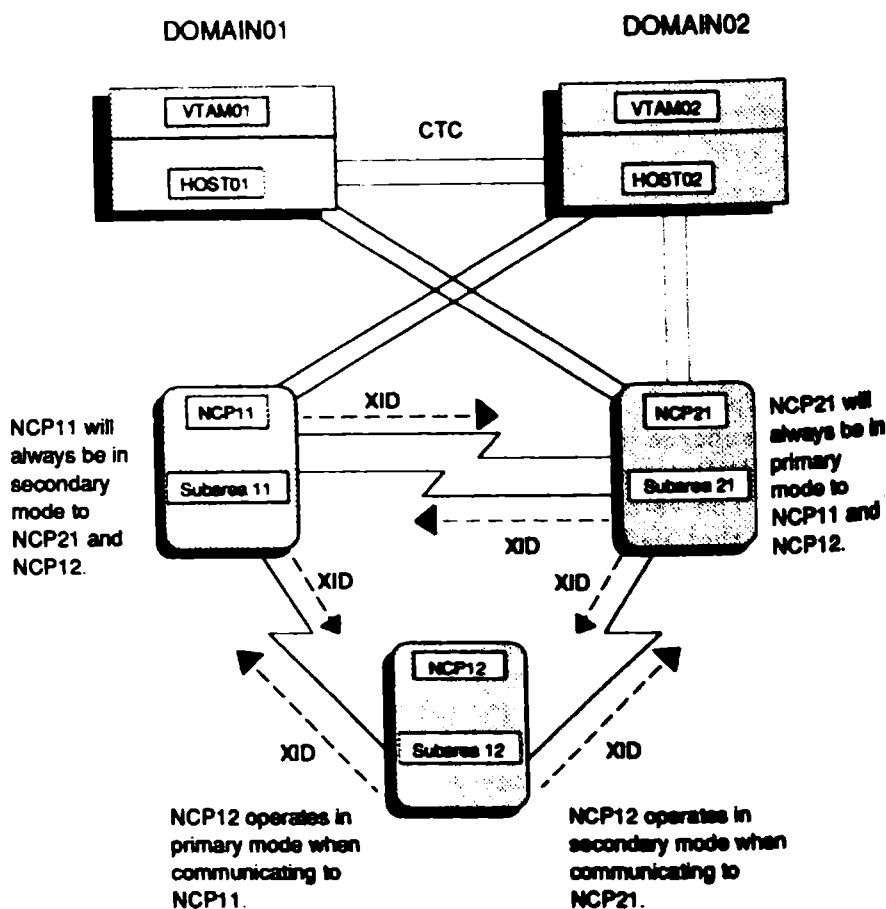 DOMAIN01
DOMAIN02
VTAM01
VTAM02
CTC
HOST01
HOST02
NCP11
XID
NCP21
NCP11 will
always be in
secondary
mode to
NCP21 and
NCP12.
Subarea 11
Subarea 21
NCP21 will
always be in
primary
mode to
NCP11 and
NCP12.
XID
XID
XID
NCP12
Subarea 12
XID
XID
NCP12 operates in
primary mode when
communicating to
NCP11.
NCP12 operates in
secondary mode when
communicating to
NCP21.